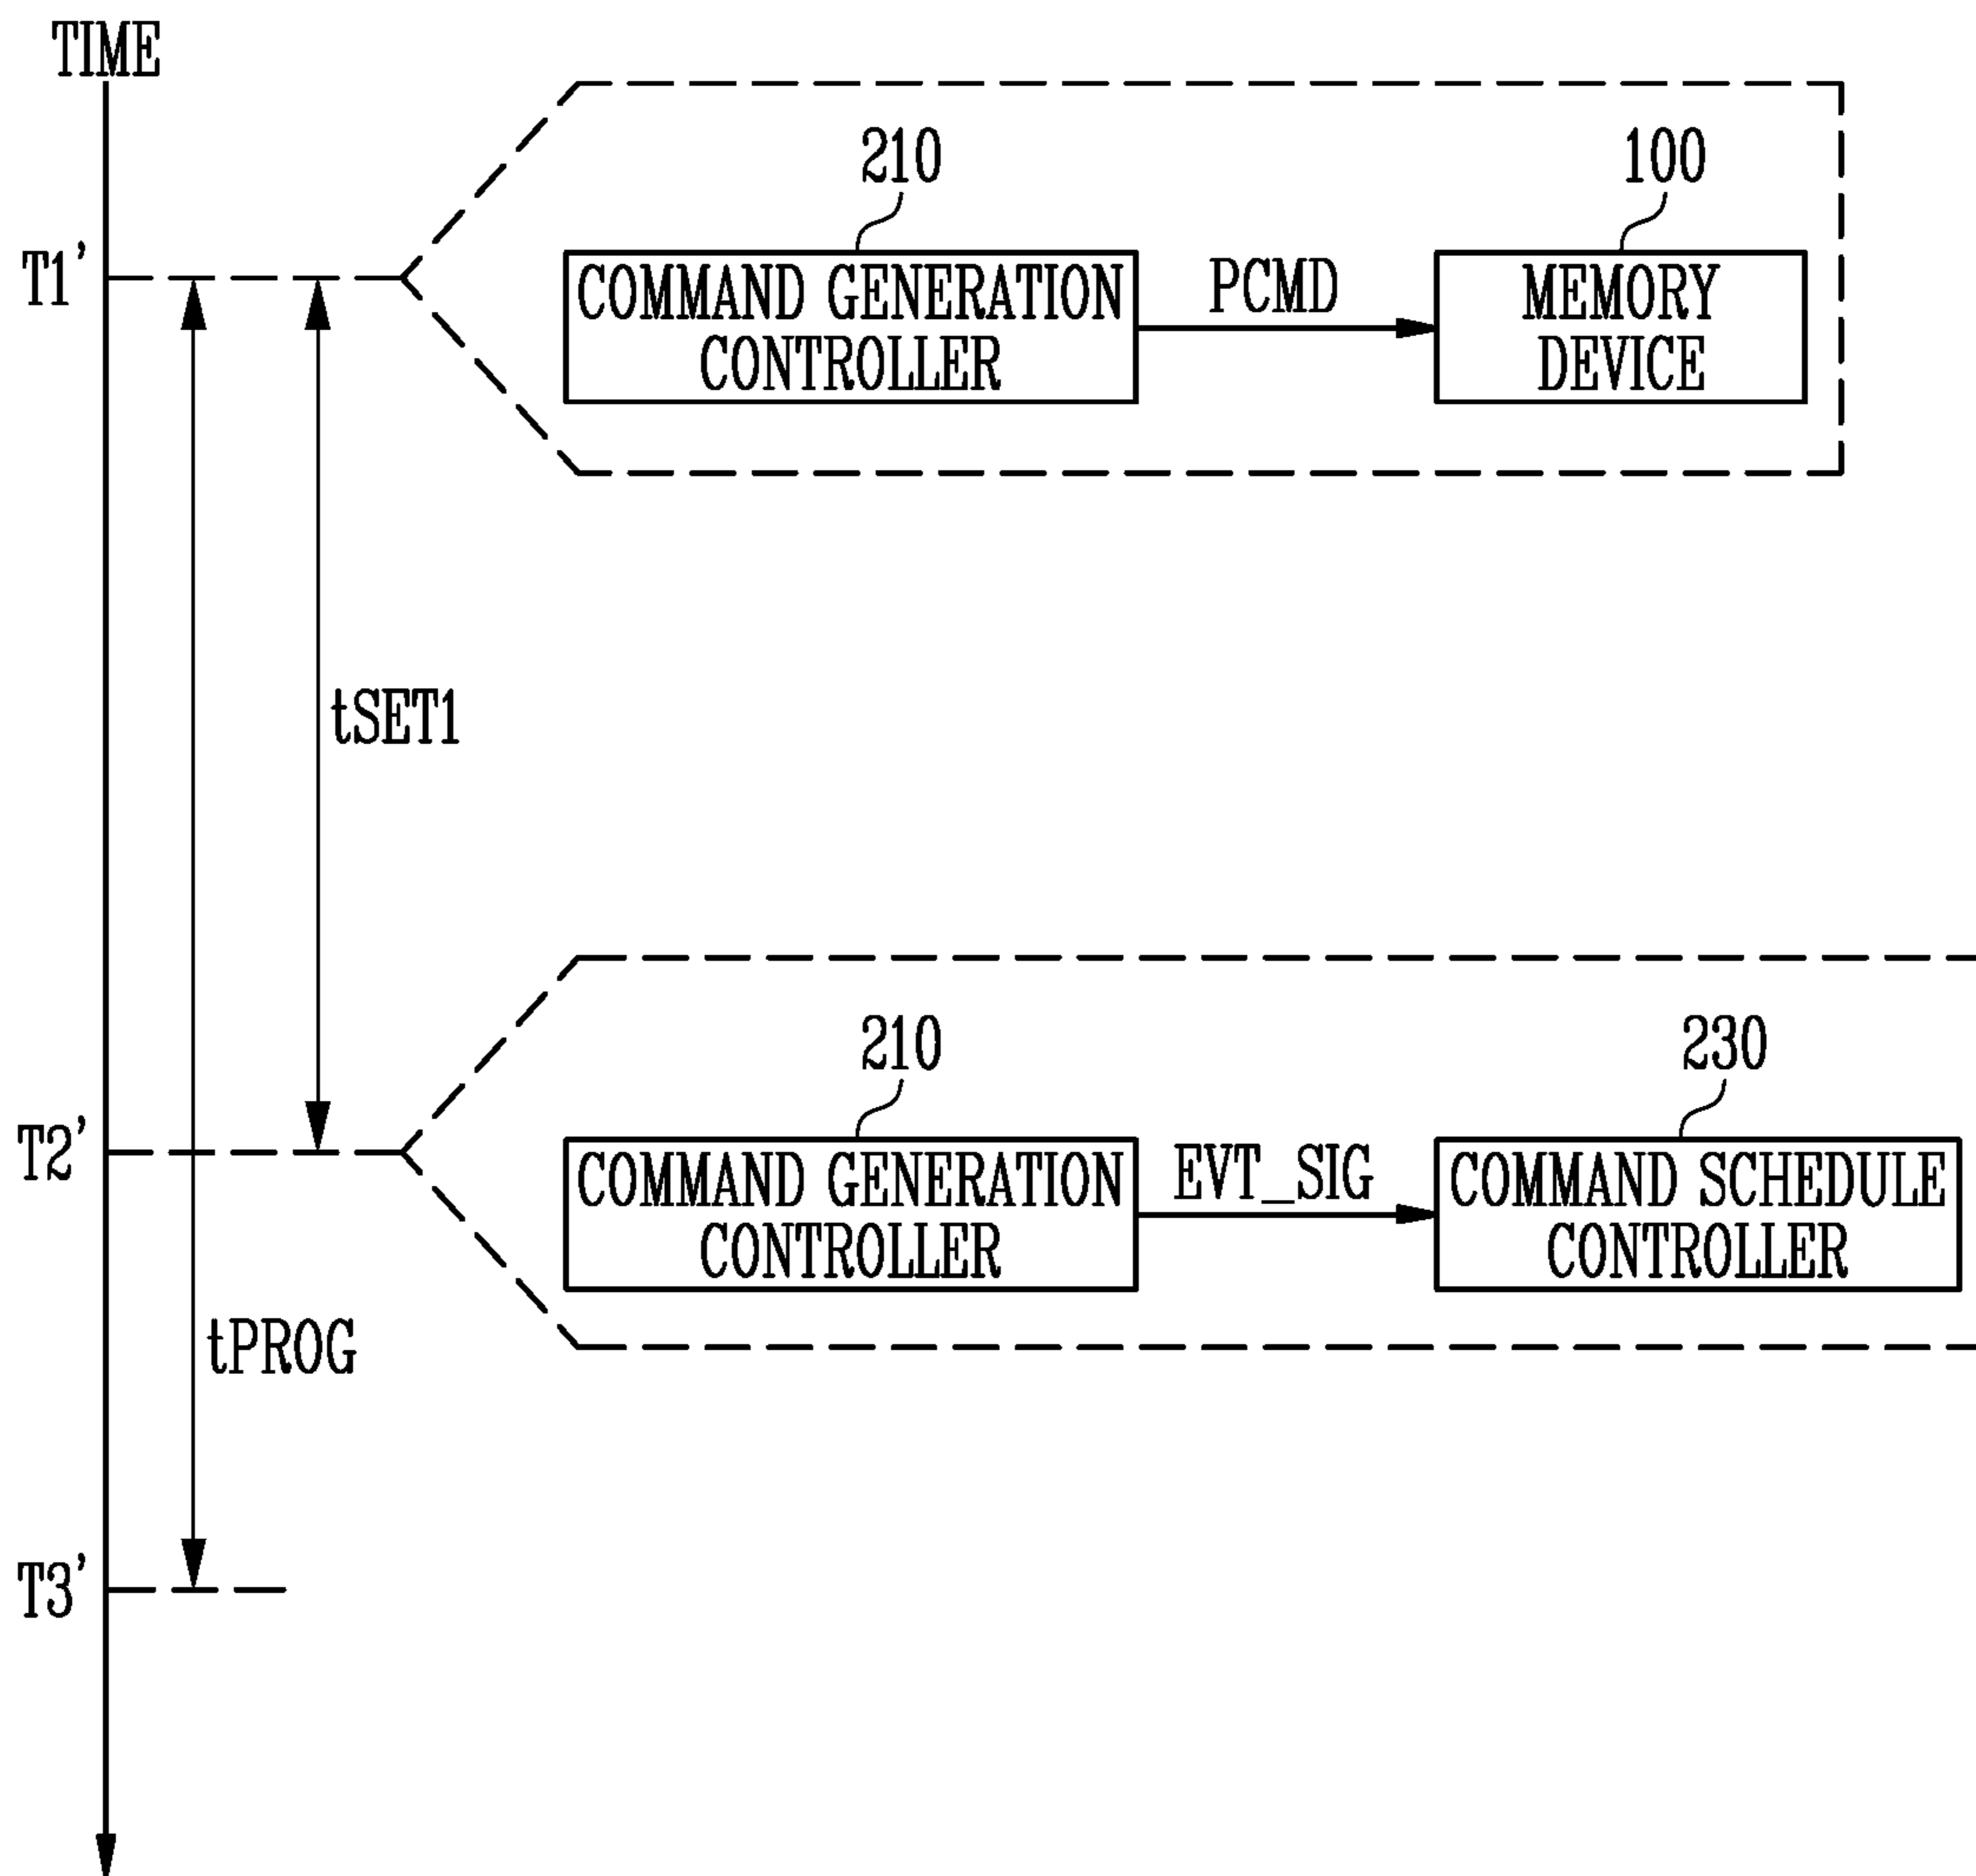 TIME
210
100
T1'
COMMAND GENERATION
CONTROLLER
PCMD
MEMORY
DEVICE
tSET1
210
230
T2'
COMMAND GENERATION
CONTROLLER
EVT_SIG
COMMAND SCHEDULE
CONTROLLER
tPROG
T3'